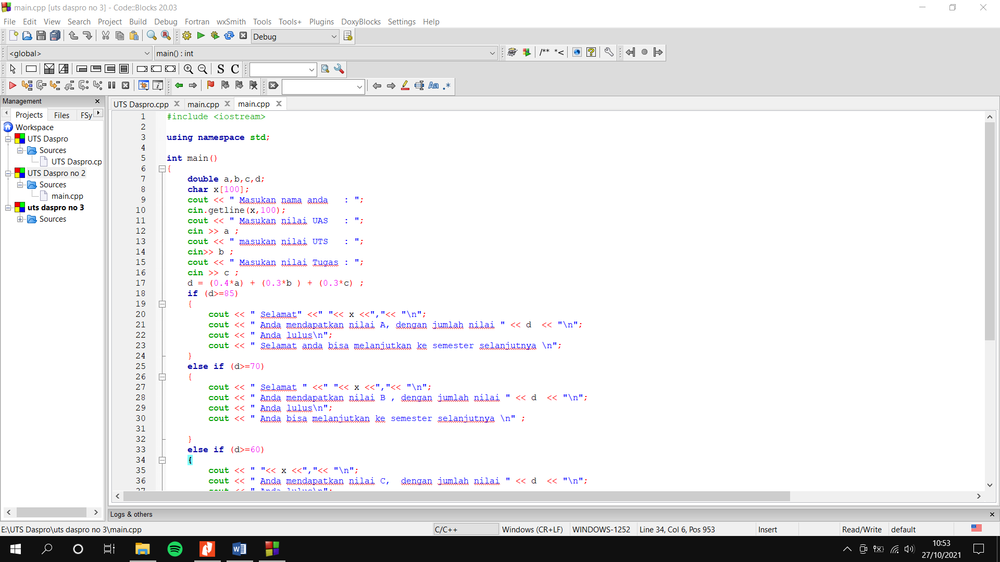 main.cpp [uts daspro no 3] - Code::Blocks 20.03
File Edit View Search Project Build Debug Fortran wxSmith Tools Tools+ Plugins DoxyBlocks Settings Help
Debug
<global>
main() : int
/** *<
S C
Aa .*
Management
Projects Files FSy
Workspace
UTS Daspro
Sources
UTS Daspro.cp
UTS Daspro no 2
Sources
main.cpp
uts daspro no 3
Sources
UTS Daspro.cpp main.cpp main.cpp
1 #include <iostream>
2
3 using namespace std;
4
5 int main()
6 {
7 double a,b,c,d;
8 char x[100];
9 cout << " Masukan nama anda   : ";
10 cin.getline(x,100);
11 cout << " Masukan nilai UAS   : ";
12 cin >> a ;
13 cout << " masukan nilai UTS   : ";
14 cin>> b ;
15 cout << " Masukan nilai Tugas : ";
16 cin >> c ;
17 d = (0.4*a) + (0.3*b ) + (0.3*c) ;
18 if (d>=85)
19 {
20 cout << " Selamat" <<" "<< x <<","<< "\n";
21 cout << " Anda mendapatkan nilai A, dengan jumlah nilai " << d  << "\n";
22 cout << " Anda lulus\n";
23 cout << " Selamat anda bisa melanjutkan ke semester selanjutnya \n";
24 }
25 else if (d>=70)
26 {
27 cout << " Selamat " <<" "<< x <<","<< "\n";
28 cout << " Anda mendapatkan nilai B , dengan jumlah nilai " << d  << "\n";
29 cout << " Anda lulus\n";
30 cout << " Anda bisa melanjutkan ke semester selanjutnya \n" ;
31
32 }
33 else if (d>=60)
34 {
35 cout << " "<< x <<","<< "\n";
36 cout << " Anda mendapatkan nilai C,  dengan jumlah nilai " << d  << "\n";
37 cout << " Anda lulus\n";
Logs & others
E:\UTS Daspro\uts daspro no 3\main.cpp C/C++ Windows (CR+LF) WINDOWS-1252 Line 34, Col 6, Pos 953 Insert Read/Write default
10:53
27/10/2021